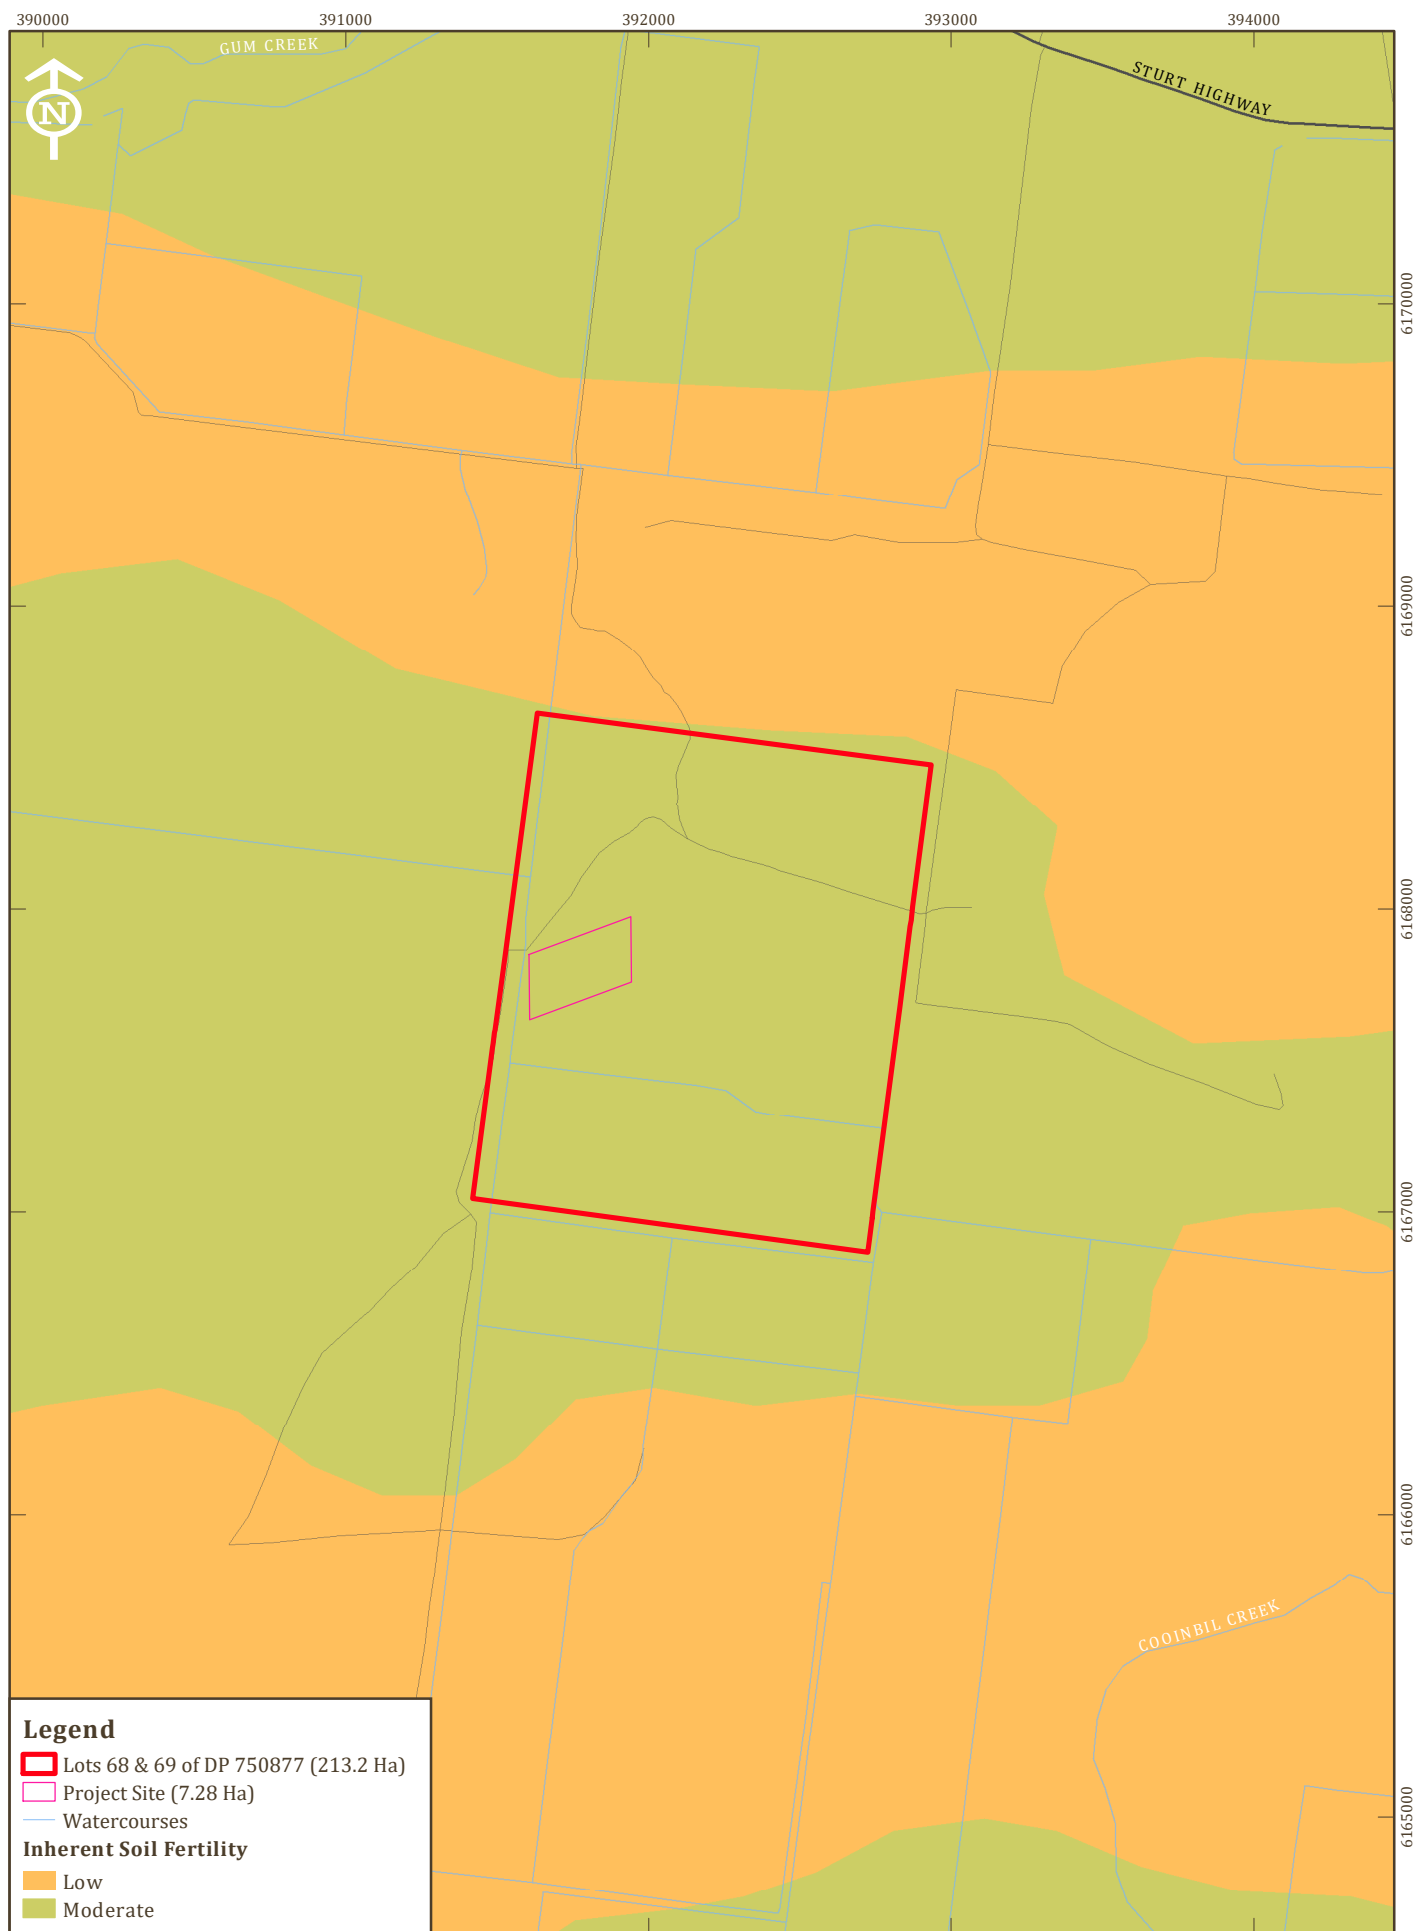 390000 391000 392000 393000 394000
GUM CREEK
STURT HIGHWAY
N
6170000
6169000
6168000
6167000
6166000
COOINBIL CREEK
6165000
Legend
Lots 68 & 69 of DP 750877 (213.2 Ha)
Project Site (7.28 Ha)
Watercourses
Inherent Soil Fertility
Low
Moderate